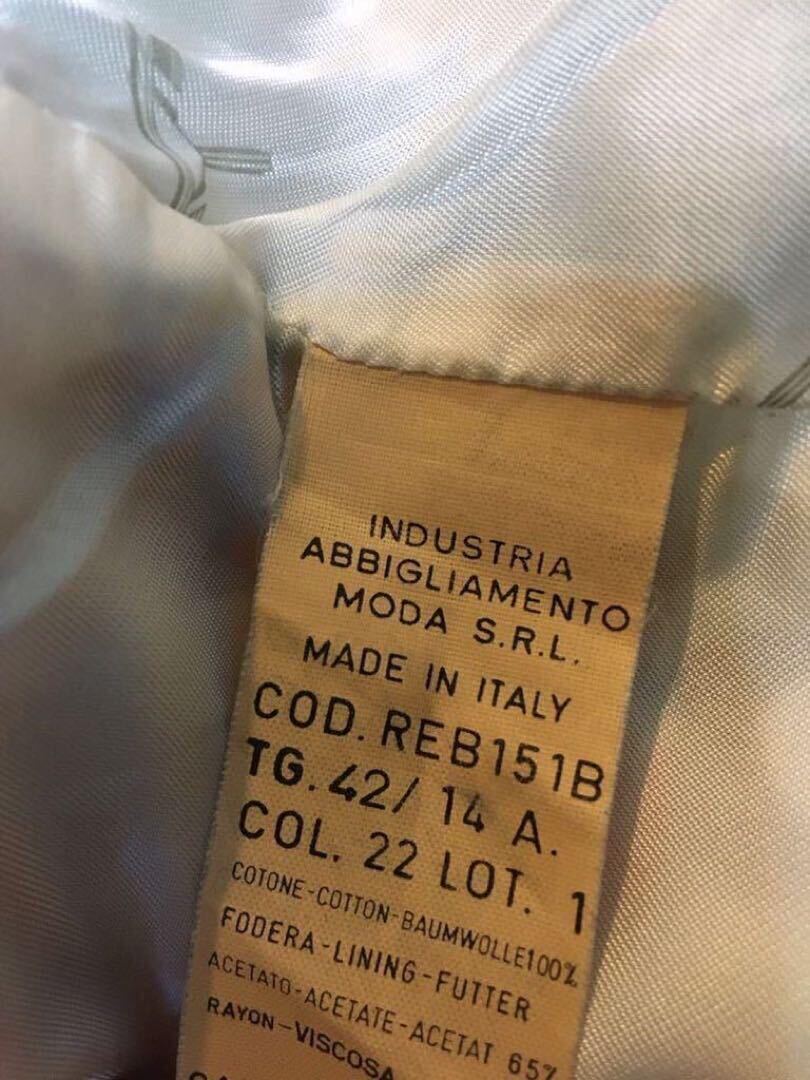 INDUSTRIA
ABBIGLIAMENTO
MODA S.R.L.
MADE IN ITALY
COD. REB151B
TG. 42/ 14 A.
COL. 22 LOT. 1
COTONE-COTTON-BAUMWOLLE100%
FODERA-LINING-FUTTER
ACETATO-ACETATE-ACETAT 65%
RAYON-VISCOSA